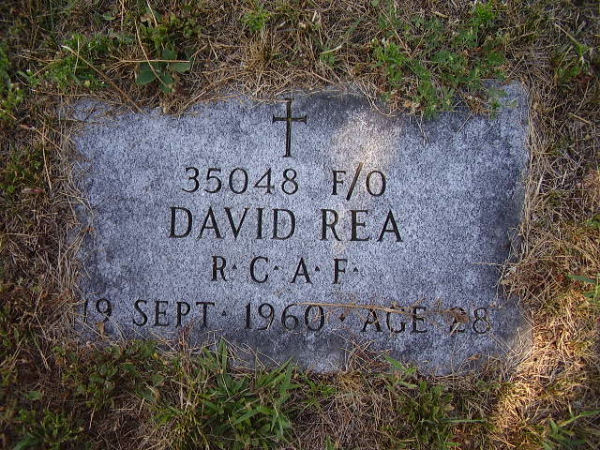 35048 F/O
DAVID REA
R·C·A·F·
19 SEPT · 1960 · AGE 28